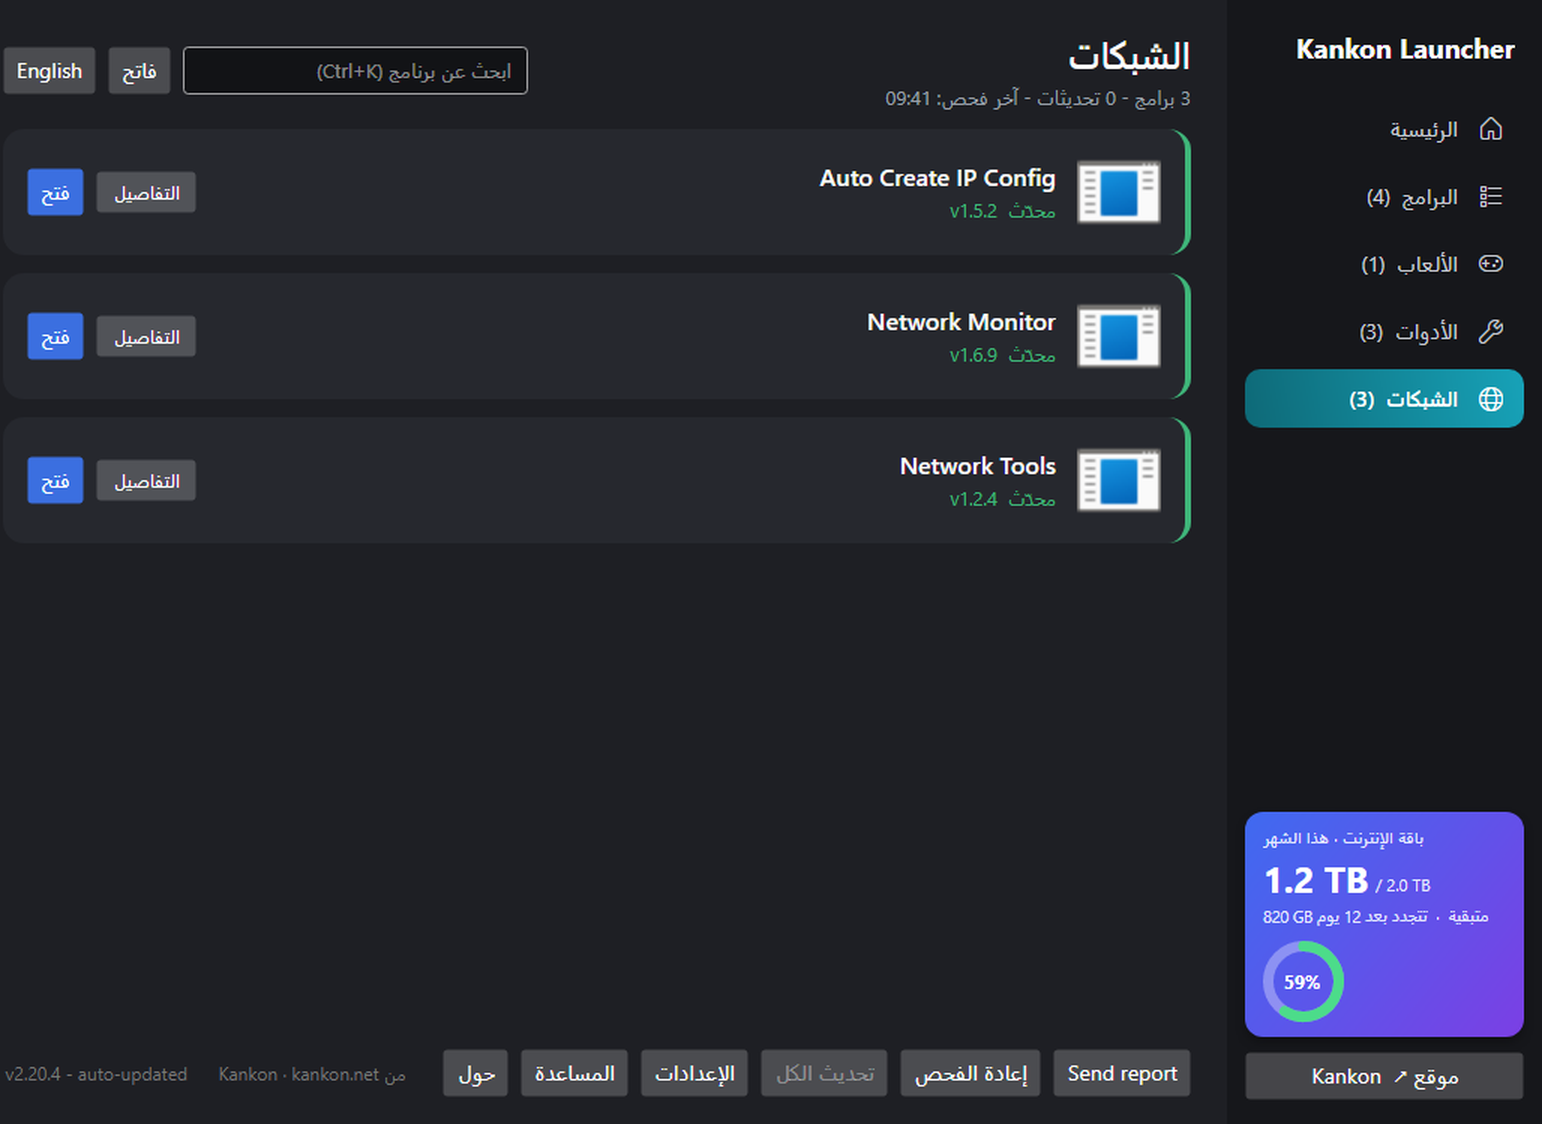 Kankon Launcher
الرئيسية
البرامج (4)
الألعاب (1)
الأدوات (3)
الشبكات (3)
باقة الإنترنت · هذا الشهر
1.2 TB / 2.0 TB
820 GB متبقية · تتجدد بعد 12 يوم
59%
موقع Kankon ↗
الشبكات
3 برامج - 0 تحديثات - آخر فحص: 09:41
ابحث عن برنامج (Ctrl+K)
فاتح
English
Auto Create IP Config
محدّث v1.5.2
التفاصيل
فتح
Network Monitor
محدّث v1.6.9
التفاصيل
فتح
Network Tools
محدّث v1.2.4
التفاصيل
فتح
Send report
إعادة الفحص
تحديث الكل
الإعدادات
المساعدة
حول
من Kankon · kankon.net
v2.20.4 - auto-updated